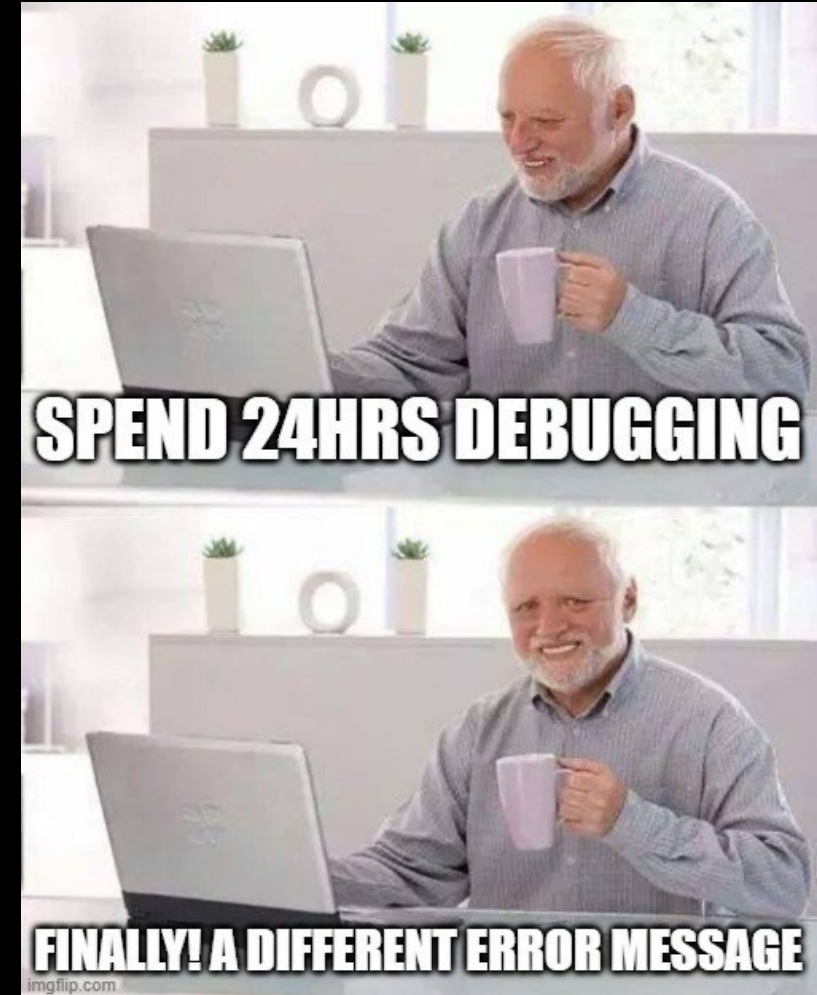 SPEND 24HRS DEBUGGING
FINALLY! A DIFFERENT ERROR MESSAGE
imgflip.com